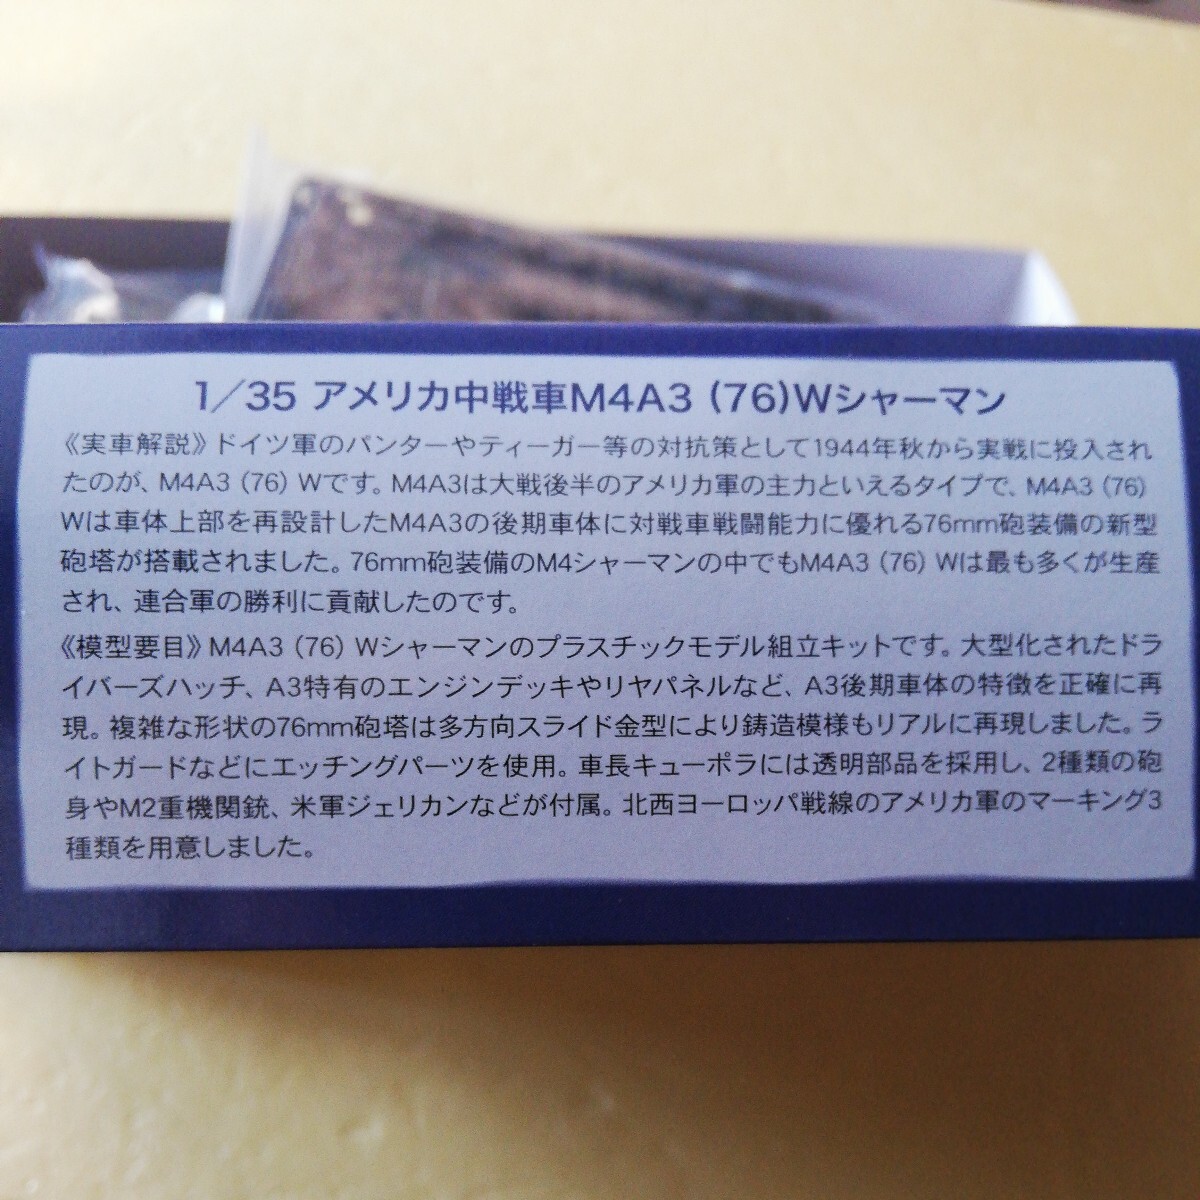 1/35 アメリカ中戦車M4A3 (76)Wシャーマン
《実車解説》ドイツ軍のパンターやティーガー等の対抗策として1944年秋から実戦に投入され
たのが、M4A3 (76) Wです。M4A3は大戦後半のアメリカ軍の主力といえるタイプで、M4A3 (76)
Wは車体上部を再設計したM4A3の後期車体に対戦車戦闘能力に優れる76mm砲装備の新型
砲塔が搭載されました。76mm砲装備のM4シャーマンの中でもM4A3 (76) Wは最も多くが生産
され、連合軍の勝利に貢献したのです。
《模型要目》M4A3 (76) Wシャーマンのプラスチックモデル組立キットです。大型化されたドラ
イバーズハッチ、A3特有のエンジンデッキやリヤパネルなど、A3後期車体の特徴を正確に再
現。複雑な形状の76mm砲塔は多方向スライド金型により鋳造模様もリアルに再現しました。ラ
イトガードなどにエッチングパーツを使用。車長キューポラには透明部品を採用し、2種類の砲
身やM2重機関銃、米軍ジェリカンなどが付属。北西ヨーロッパ戦線のアメリカ軍のマーキング3
種類を用意しました。